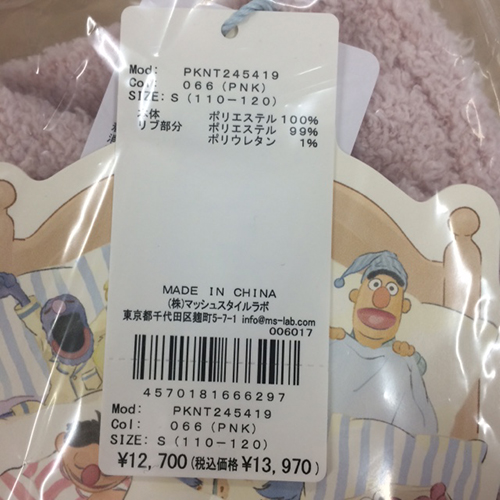 Mod: PKNT245419
Col: 066 (PNK)
SIZE: S (110-120)
本体 ポリエステル 100%
リブ部分 ポリエステル 99%
ポリウレタン 1%
MADE IN CHINA
(株)マッシュスタイルラボ
東京都千代田区麹町5-7-1 info@ms-lab.com
006017
4570181666297
Mod: PKNT245419
Col: 066 (PNK)
SIZE: S (110-120)
¥12,700(税込価格¥13,970)